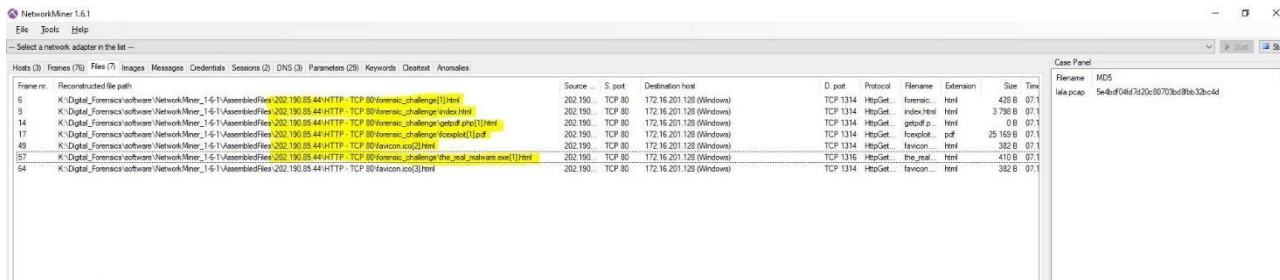 NetworkMiner 1.6.1
File Tools Help
--- Select a network adapter in the list ---
Start
Hosts (3) Frames (76) Files (7) Images Messages Credentials Sessions (2) DNS (3) Parameters (29) Keywords Cleartext Anomalies
Case Panel
Filename MD5
lala.pcap
Frame nr. Reconstructed file path Source ... S. port Destination host D. port Protocol Filename Extension Size
6 K:\Digital_Forensics\software\NetworkMiner_1-6-1\AssembledFiles\202.190.85.44\HTTP - TCP 80\forensic_challenge[1].html 202.190... TCP 80 172.16.201.128 (Windows) TCP 1314 HttpGet... forensic... html 428 B 07.1
9 K:\Digital_Forensics\software\NetworkMiner_1-6-1\AssembledFiles\202.190.85.44\HTTP - TCP 80\forensic_challenge\index.html 202.190... TCP 80 172.16.201.128 (Windows) TCP 1314 HttpGet... index.html html 3 798 B 07.1
14 K:\Digital_Forensics\software\NetworkMiner_1-6-1\AssembledFiles\202.190.85.44\HTTP - TCP 80\forensic_challenge\getpdf.php[1].html 202.190... TCP 80 172.16.201.128 (Windows) TCP 1314 HttpGet... getpdf.p... html 0 B 07.1
17 K:\Digital_Forensics\software\NetworkMiner_1-6-1\AssembledFiles\202.190.85.44\HTTP - TCP 80\forensic_challenge\fcexploit[1].pdf 202.190... TCP 80 172.16.201.128 (Windows) TCP 1314 HttpGet... fcexploit... pdf 25 169 B 07.1
49 K:\Digital_Forensics\software\NetworkMiner_1-6-1\AssembledFiles\202.190.85.44\HTTP - TCP 80\favicon.ico[2].html 202.190... TCP 80 172.16.201.128 (Windows) TCP 1314 HttpGet... favicon.... html 382 B 07.1
57 K:\Digital_Forensics\software\NetworkMiner_1-6-1\AssembledFiles\202.190.85.44\HTTP - TCP 80\forensic_challenge\the_real_malware.exe[1].html 202.190... TCP 80 172.16.201.128 (Windows) TCP 1316 HttpGet... the_real... html 410 B 07.1
64 K:\Digital_Forensics\software\NetworkMiner_1-6-1\AssembledFiles\202.190.85.44\HTTP - TCP 80\favicon.ico[3].html 202.190... TCP 80 172.16.201.128 (Windows) TCP 1314 HttpGet... favicon.... html 382 B 07.1